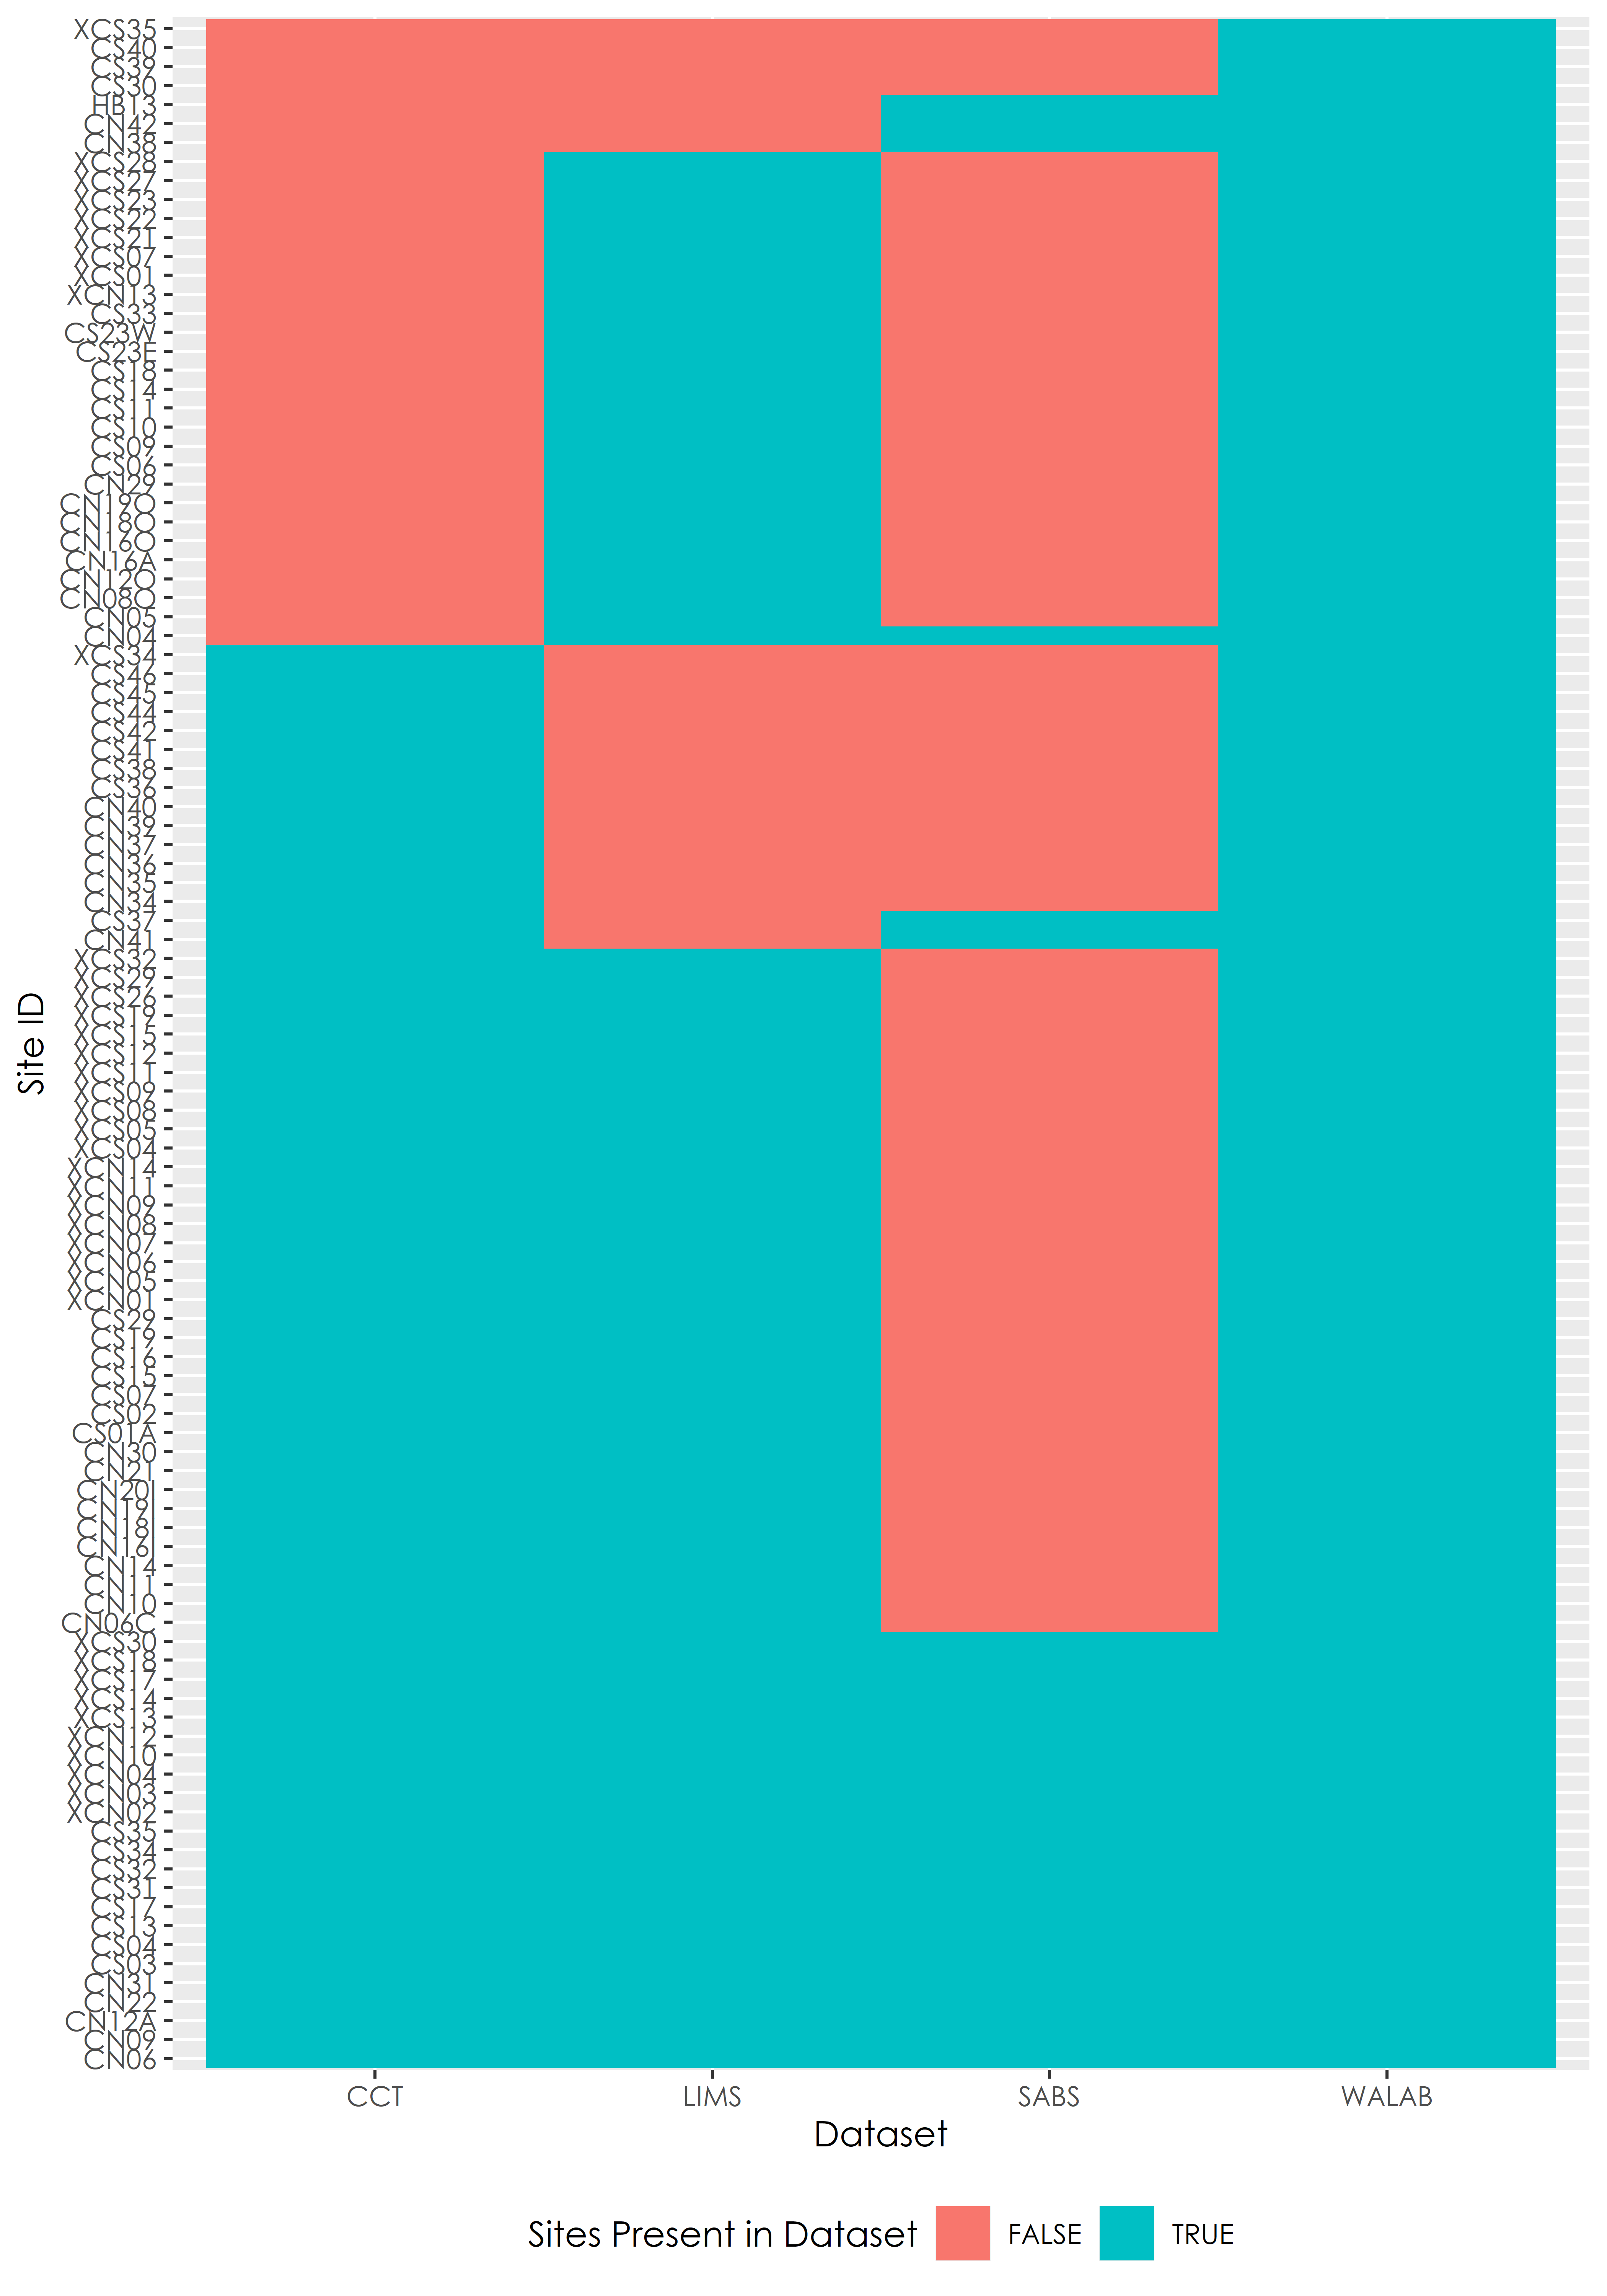 XCS35
CS40
CS39
CS30
HB13
CN42
CN38
XCS28
XCS27
XCS23
XCS22
XCS21
XCS07
XCS01
XCN13
CS33
CS23W
CS23E
CS18
CS14
CS11
CS10
CS09
CS06
CN29
CN19O
CN18O
CN16O
CN16A
CN12O
CN08O
CN05
CN04
XCS34
CS46
CS45
CS44
CS42
CS41
CS38
CS36
CN40
CN39
CN37
CN36
CN35
CN34
CS37
CN41
XCS32
XCS29
XCS26
XCS19
XCS15
XCS12
XCS11
XCS09
XCS08
XCS05
XCS04
XCN14
XCN11
XCN09
XCN08
XCN07
XCN06
XCN05
XCN01
CS29
CS19
CS16
CS15
CS07
CS02
CS01A
CN30
CN21
CN20I
CN19I
CN18I
CN16I
CN14
CN11
CN10
CN06C
XCS30
XCS18
XCS17
XCS14
XCS13
XCN12
XCN10
XCN04
XCN03
XCN02
CS35
CS34
CS32
CS31
CS17
CS13
CS04
CS03
CN31
CN22
CN12A
CN09
CN06
Site ID
CCT LIMS SABS WALAB
Dataset
Sites Present in Dataset FALSE TRUE